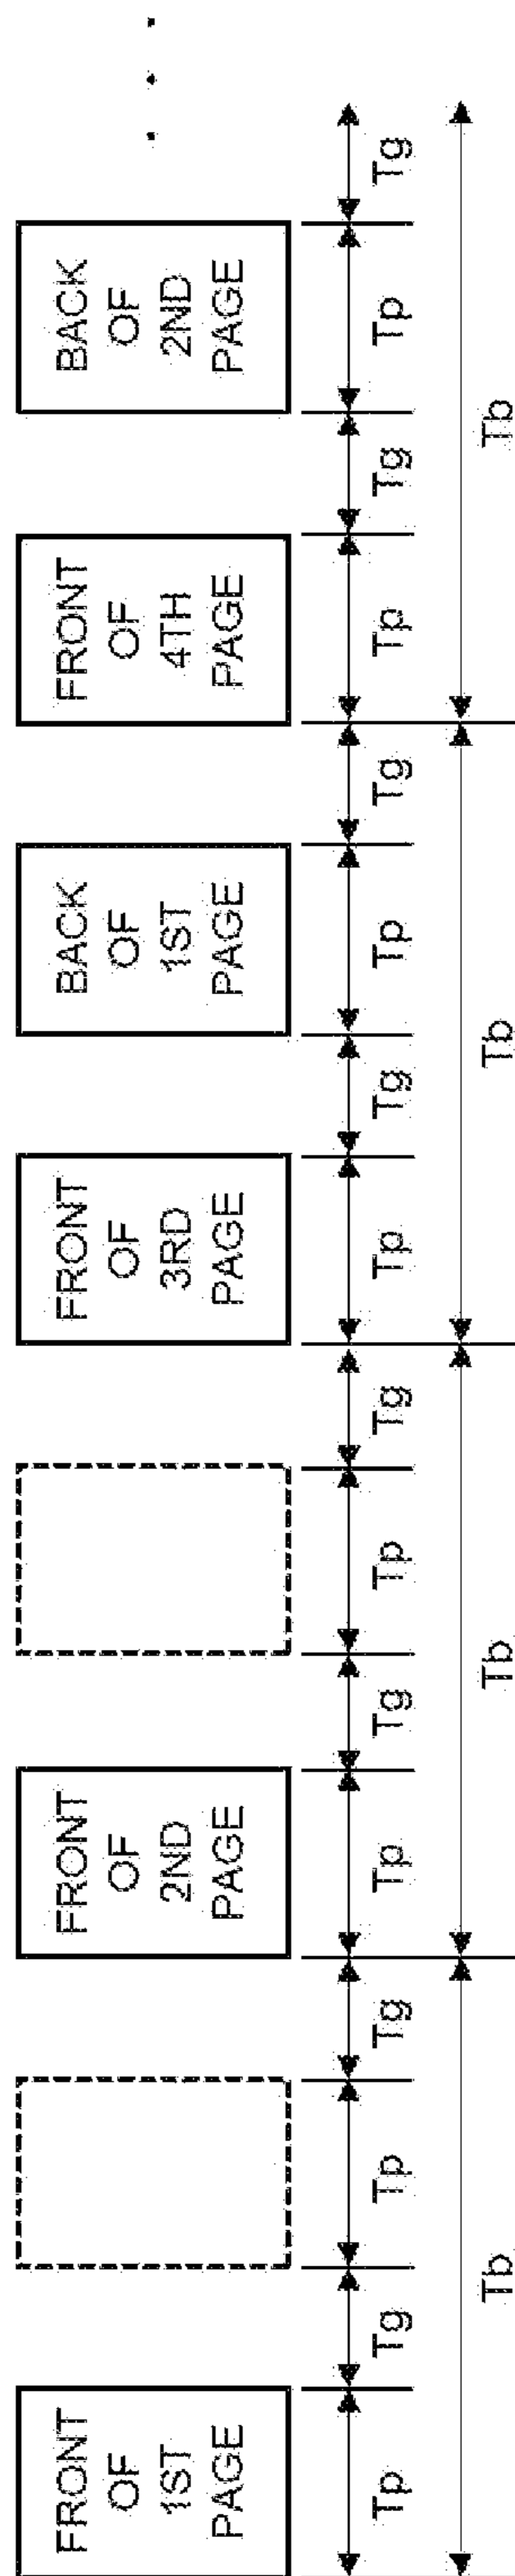 FRONT
OF
1ST
PAGE
FRONT
OF
2ND
PAGE
FRONT
OF
3RD
PAGE
BACK
OF
1ST
PAGE
FRONT
OF
4TH
PAGE
BACK
OF
2ND
PAGE
Tp Tg Tp Tg Tp Tg Tp Tg Tp Tg Tp Tg Tp Tg Tp Tg
Tb Tb Tb Tb